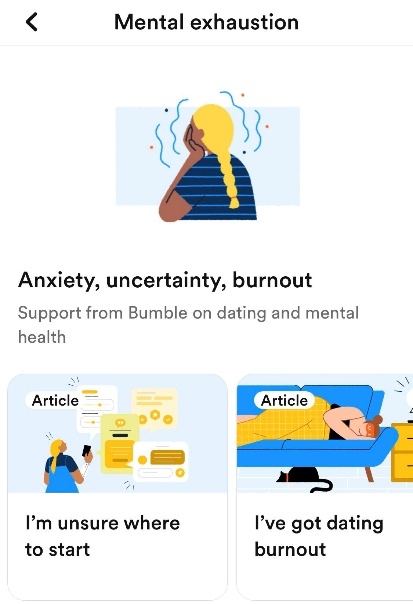 Mental exhaustion
Anxiety, uncertainty, burnout
Support from Bumble on dating and mental
health
Article
Article
I'm unsure where
to start
I've got dating
burnout